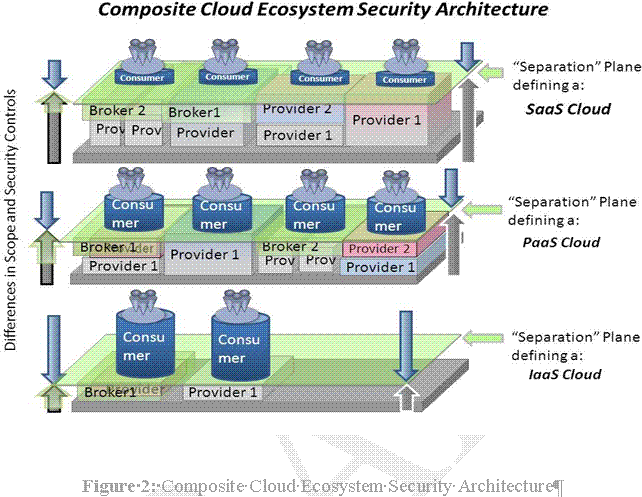 Composite Cloud Ecosystem Security Architecture
Differences in Scope and Security Controls
Consumer
Consumer
Consumer
Consumer
"Separation" Plane
defining a:
SaaS Cloud
Broker 2
Broker1
Provider 2
Provider 1
Prov
Prov
Provider
Provider 1
Consu
mer
Consu
mer
Consu
mer
Consu
mer
"Separation" Plane
defining a:
PaaS Cloud
Broker 1
Provider
Provider 1
Provider 1
Broker 2
Prov
Prov
Provider 2
Provider 1
Consu
mer
Consu
mer
"Separation" Plane
defining a:
IaaS Cloud
Provider
Broker1
Provider 1
Figure·2:·Composite·Cloud·Ecosystem·Security·Architecture¶